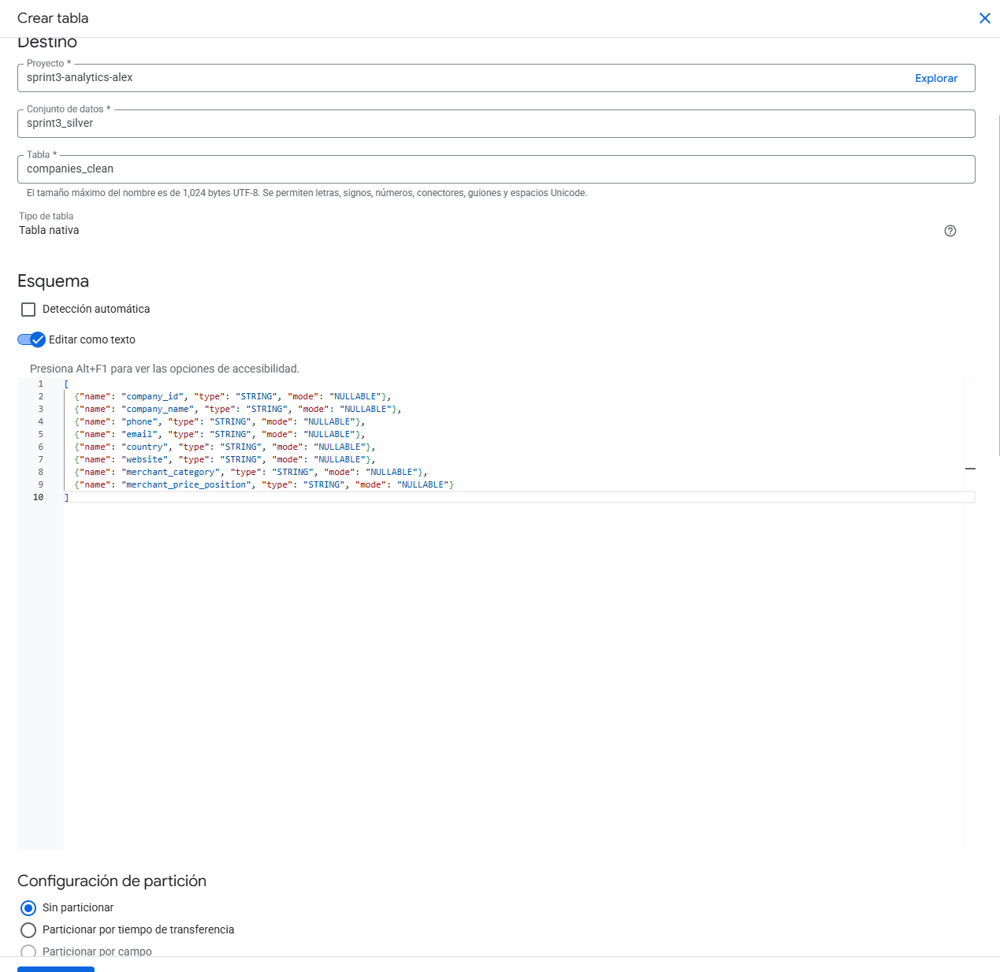 Crear tabla
Destino
Proyecto *
sprint3-analytics-alex
Explorar
Conjunto de datos *
sprint3_silver
Tabla *
companies_clean
El tamaño máximo del nombre es de 1,024 bytes UTF-8. Se permiten letras, signos, números, conectores, guiones y espacios Unicode.
Tipo de tabla
Tabla nativa
Esquema
Detección automática
Editar como texto
Presiona Alt+F1 para ver las opciones de accesibilidad.
1 [
2 {"name": "company_id", "type": "STRING", "mode": "NULLABLE"},
3 {"name": "company_name", "type": "STRING", "mode": "NULLABLE"},
4 {"name": "phone", "type": "STRING", "mode": "NULLABLE"},
5 {"name": "email", "type": "STRING", "mode": "NULLABLE"},
6 {"name": "country", "type": "STRING", "mode": "NULLABLE"},
7 {"name": "website", "type": "STRING", "mode": "NULLABLE"},
8 {"name": "merchant_category", "type": "STRING", "mode": "NULLABLE"},
9 {"name": "merchant_price_position", "type": "STRING", "mode": "NULLABLE"}
10 ]
Configuración de partición
Sin particionar
Particionar por tiempo de transferencia
Particionar por campo